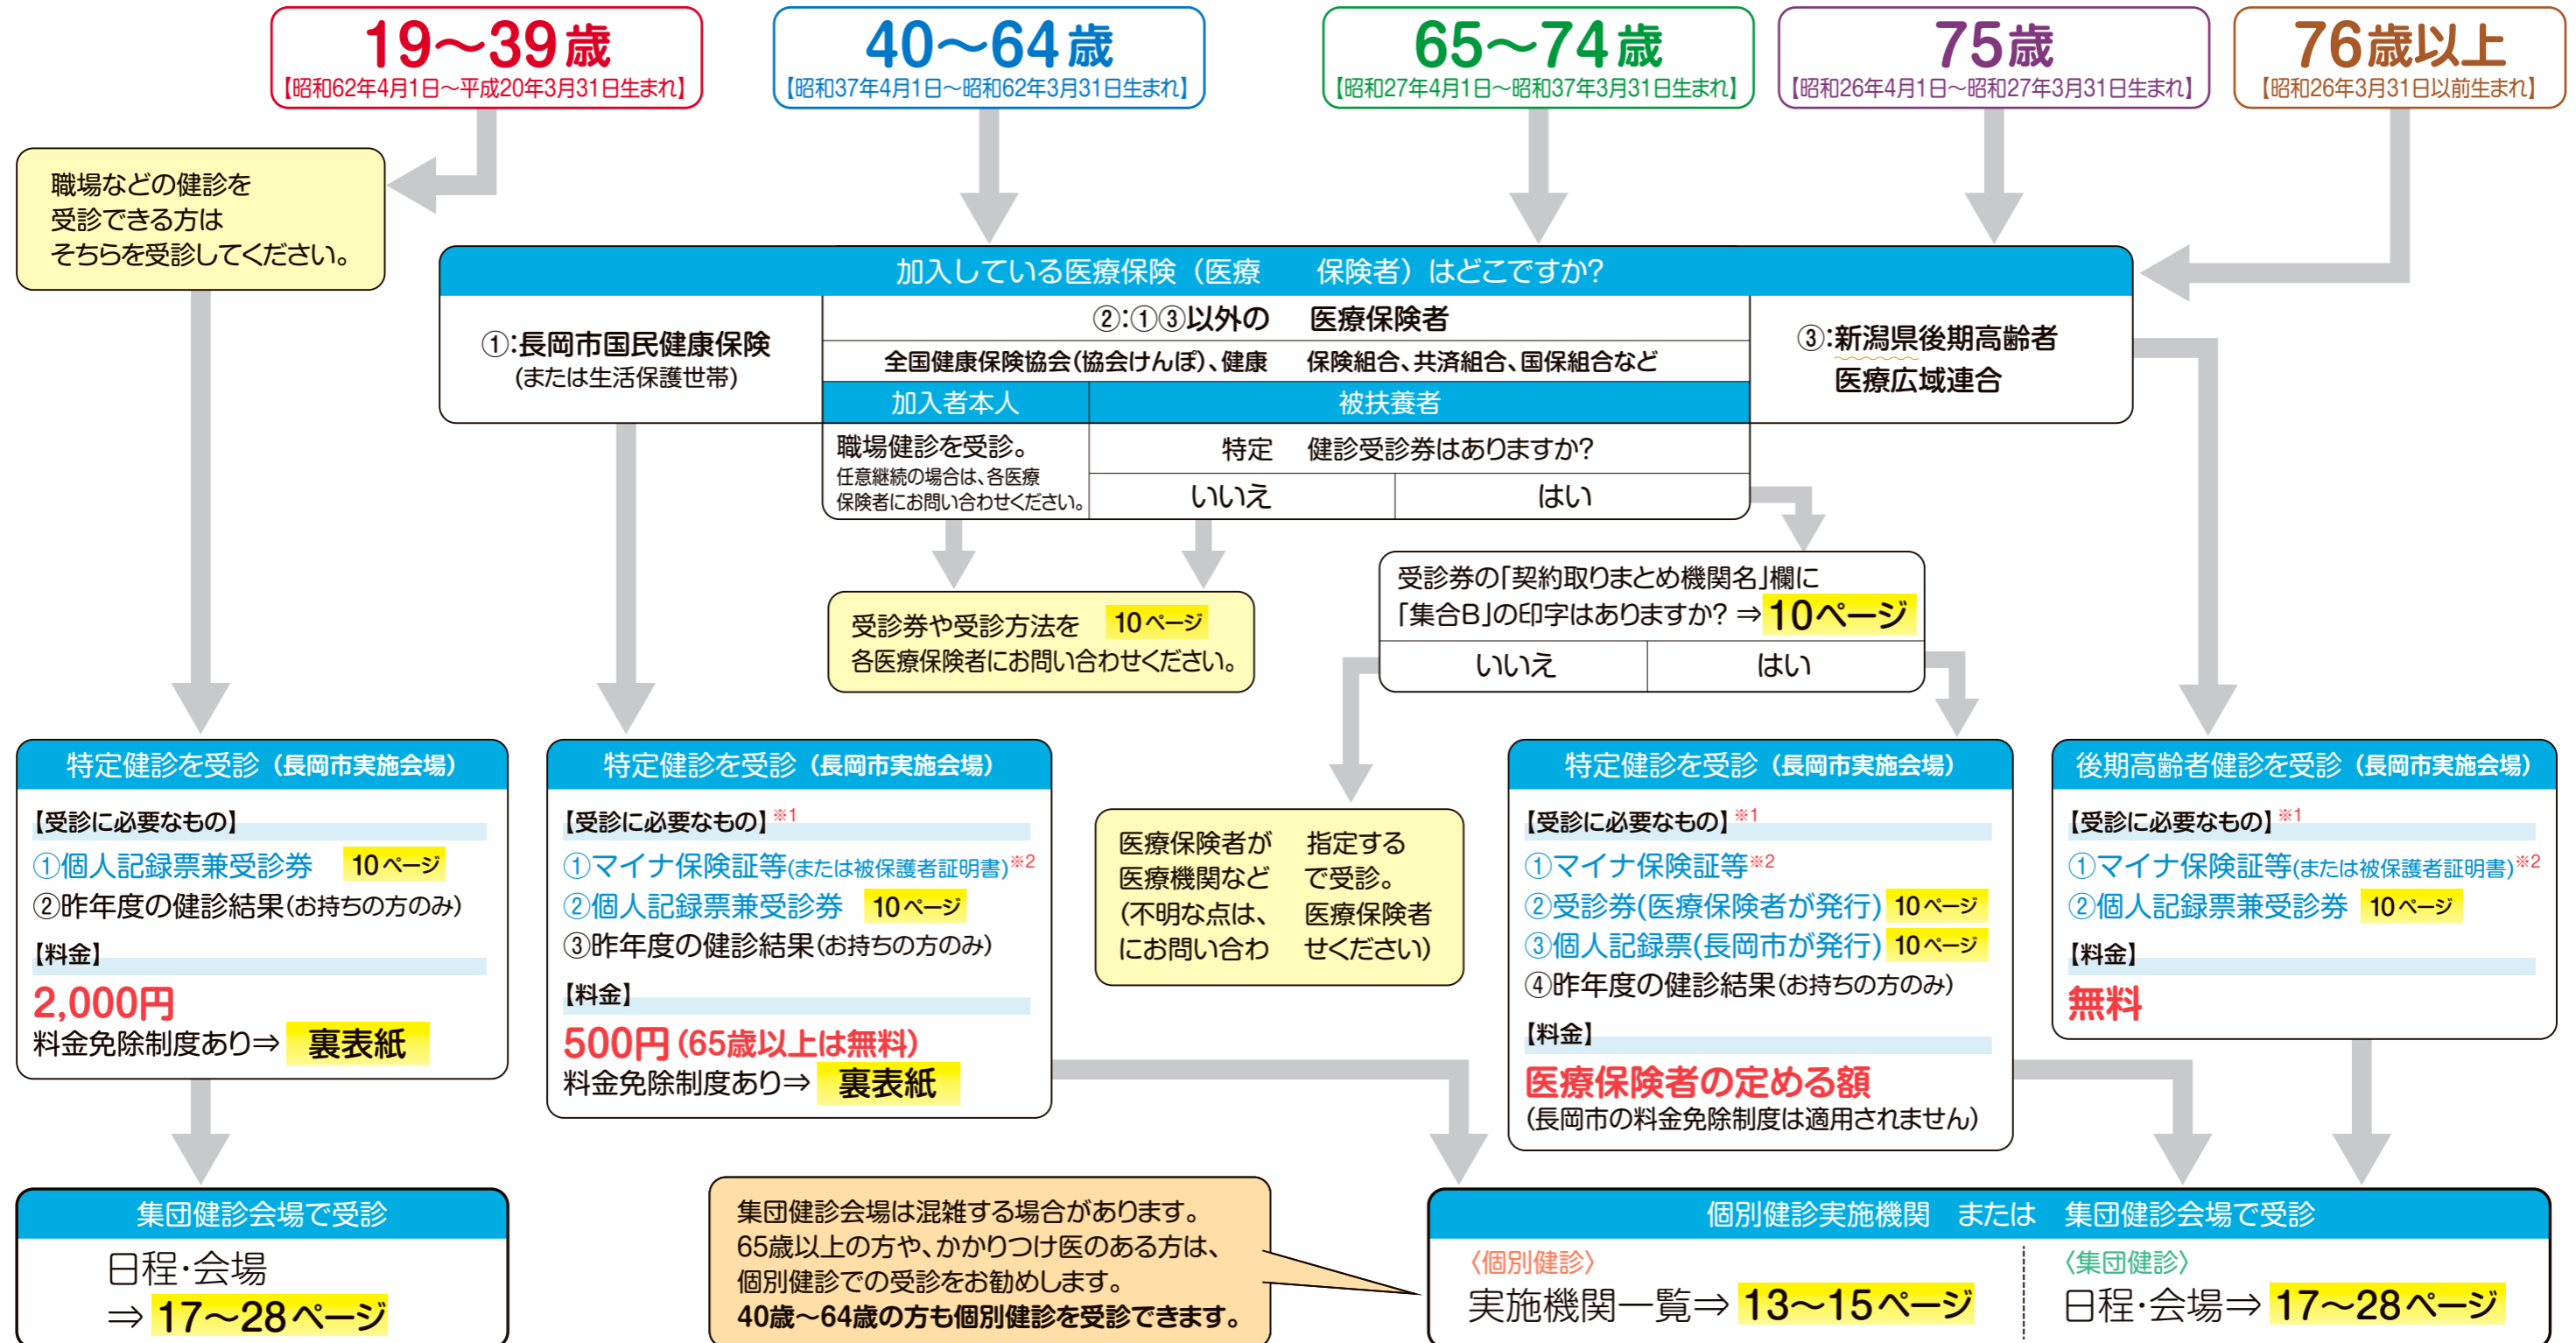 19～39歳
【昭和62年4月1日～平成20年3月31日生まれ】
40～64歳
【昭和37年4月1日～昭和62年3月31日生まれ】
65～74歳
【昭和27年4月1日～昭和37年3月31日生まれ】
75歳
【昭和26年4月1日～昭和27年3月31日生まれ】
76歳以上
【昭和26年3月31日以前生まれ】
職場などの健診を
受診できる方は
そちらを受診してください。
加入している医療保険（医療　保険者）はどこですか?
①:長岡市国民健康保険
(または生活保護世帯)
②:①③以外の　医療保険者
全国健康保険協会(協会けんぽ)、健康　保険組合、共済組合、国保組合など
③:新潟県後期高齢者
医療広域連合
加入者本人
被扶養者
職場健診を受診。
任意継続の場合は、各医療
保険者にお問い合わせください。
特定　健診受診券はありますか?
いいえ
はい
受診券や受診方法を　10ページ
各医療保険者にお問い合わせください。
受診券の「契約取りまとめ機関名」欄に
「集合B」の印字はありますか? ⇒ 10ページ
いいえ
はい
特定健診を受診（長岡市実施会場）
【受診に必要なもの】
①個人記録票兼受診券　10ページ
②昨年度の健診結果(お持ちの方のみ)
【料金】
2,000円
料金免除制度あり⇒ 裏表紙
特定健診を受診（長岡市実施会場）
【受診に必要なもの】※1
①マイナ保険証等(または被保護者証明書)※2
②個人記録票兼受診券　10ページ
③昨年度の健診結果(お持ちの方のみ)
【料金】
500円(65歳以上は無料)
料金免除制度あり⇒ 裏表紙
医療保険者が　指定する
医療機関など　で受診。
(不明な点は、　医療保険者
にお問い合わ　せください)
特定健診を受診（長岡市実施会場）
【受診に必要なもの】※1
①マイナ保険証等※2
②受診券(医療保険者が発行) 10ページ
③個人記録票(長岡市が発行) 10ページ
④昨年度の健診結果(お持ちの方のみ)
【料金】
医療保険者の定める額
(長岡市の料金免除制度は適用されません)
後期高齢者健診を受診（長岡市実施会場）
【受診に必要なもの】※1
①マイナ保険証等(または被保護者証明書)※2
②個人記録票兼受診券　10ページ
【料金】
無料
集団健診会場で受診
日程・会場
⇒ 17～28ページ
集団健診会場は混雑する場合があります。
65歳以上の方や、かかりつけ医のある方は、
個別健診での受診をお勧めします。
40歳～64歳の方も個別健診を受診できます。
個別健診実施機関　または　集団健診会場で受診
〈個別健診〉
実施機関一覧⇒ 13～15ページ
〈集団健診〉
日程・会場⇒ 17～28ページ